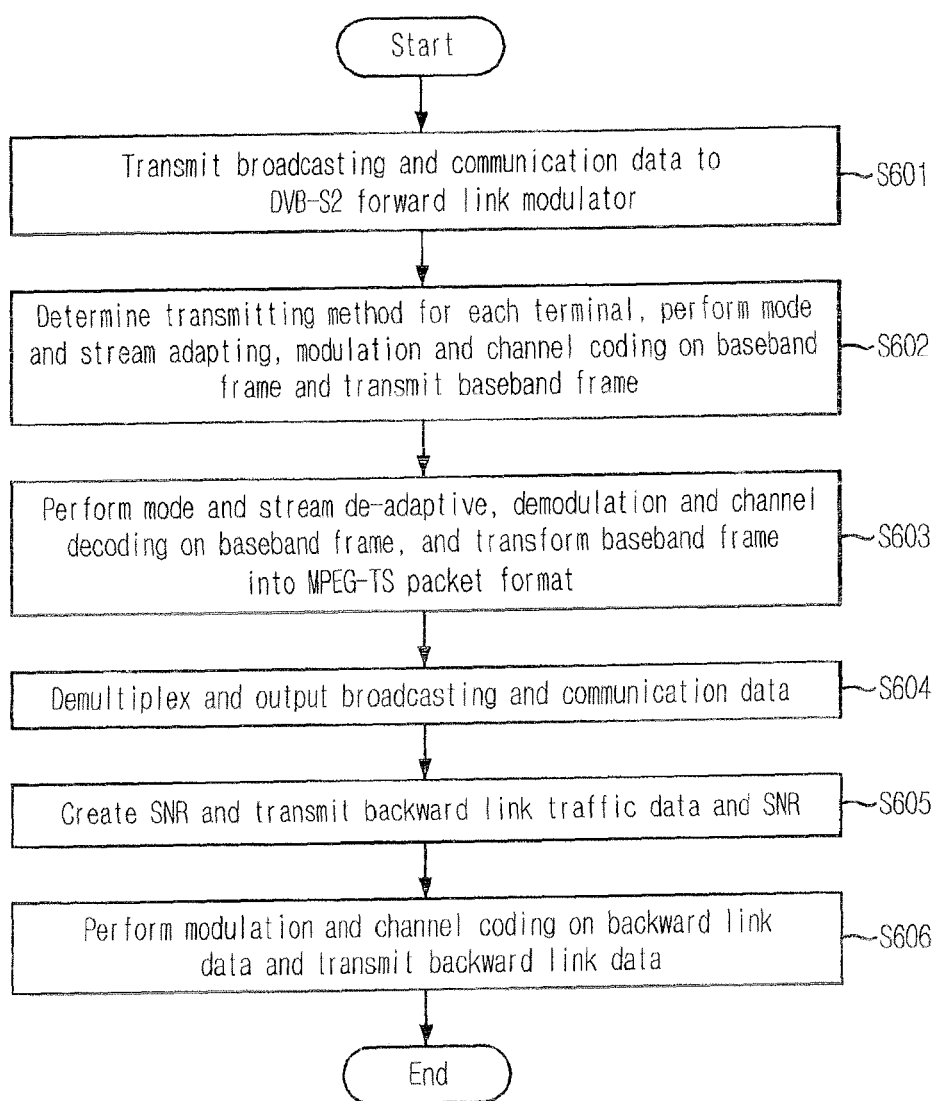 Start
Transmit broadcasting and communication data to
DVB-S2 forward link modulator
S601
Determine transmitting method for each terminal, perform mode
and stream adapting, modulation and channel coding on baseband
frame and transmit baseband frame
S602
Perform mode and stream de-adaptive, demodulation and channel
decoding on baseband frame, and transform baseband frame
into MPEG-TS packet format
S603
Demultiplex and output broadcasting and communication data
S604
Create SNR and transmit backward link traffic data and SNR
S605
Perform modulation and channel coding on backward link
data and transmit backward link data
S606
End